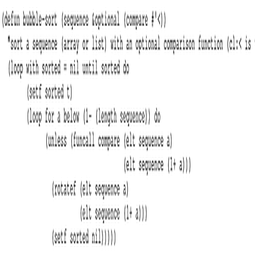 (defun bubble-sort (sequence &optional (compare #'<))
"sort a sequence (array or list) with an optional comparison function (cl:< is
(loop with sorted = nil until sorted do
(setf sorted t)
(loop for a below (1- (length sequence)) do
(unless (funcall compare (elt sequence a)
(elt sequence (1+ a)))
(rotatef (elt sequence a)
(elt sequence (1+ a)))
(setf sorted nil)))))